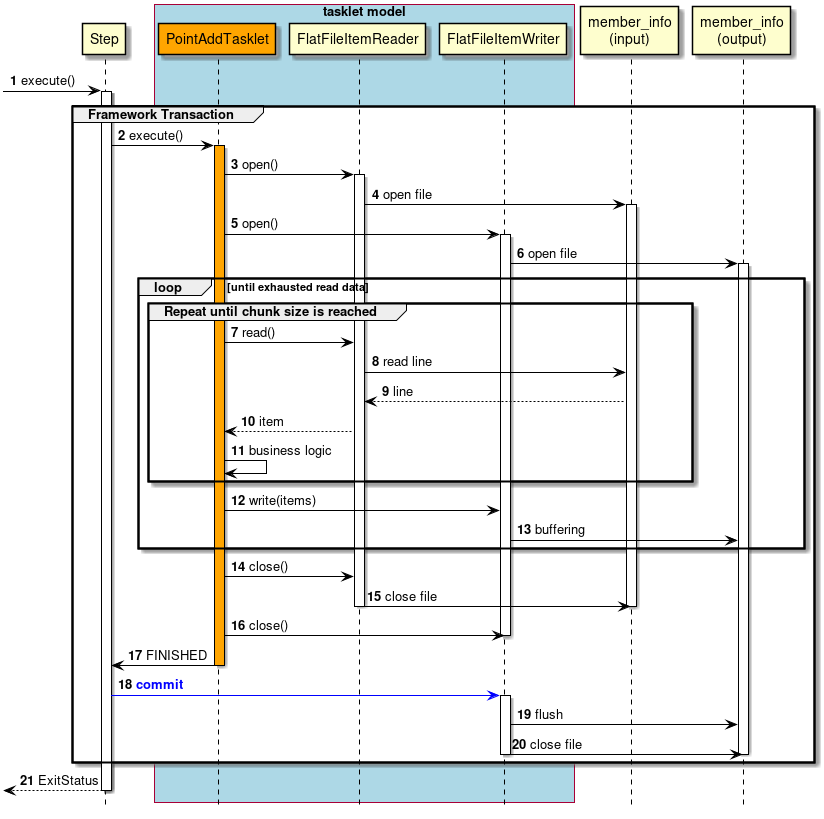 tasklet model
Step
PointAddTasklet
FlatFileItemReader
FlatFileItemWriter
member_info
(input)
member_info
(output)
1 execute()
Framework Transaction
2 execute()
3 open()
4 open file
5 open()
6 open file
loop
[until exhausted read data]
Repeat until chunk size is reached
7 read()
8 read line
9 line
10 item
11 business logic
12 write(items)
13 buffering
14 close()
15 close file
16 close()
17 FINISHED
18 commit
19 flush
20 close file
21 ExitStatus